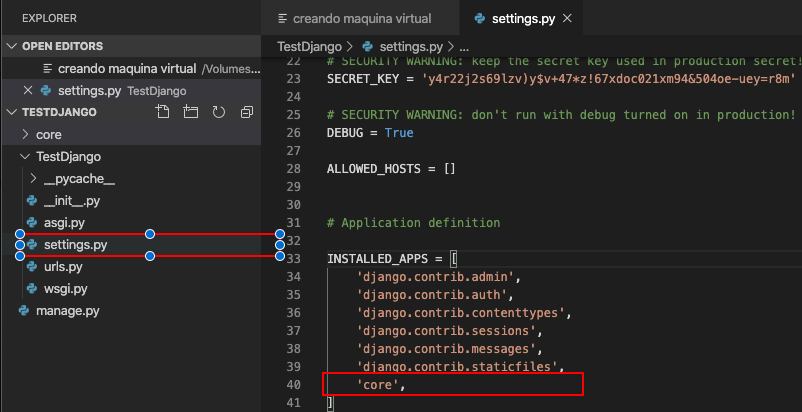 EXPLORER
OPEN EDITORS
creando maquina virtual /Volumes...
settings.py TestDjango
TESTDJANGO
core
TestDjango
__pycache__
__init__.py
asgi.py
settings.py
urls.py
wsgi.py
manage.py
creando maquina virtual
settings.py
TestDjango > settings.py > ...
22 # SECURITY WARNING: keep the secret key used in production secret!
23 SECRET_KEY = 'y4r22j2s69lzv)y$v+47*z!67xdoc021xm94&504oe-uey=r8m'
24
25 # SECURITY WARNING: don't run with debug turned on in production!
26 DEBUG = True
27
28 ALLOWED_HOSTS = []
29
30
31 # Application definition
32
33 INSTALLED_APPS = [
34 'django.contrib.admin',
35 'django.contrib.auth',
36 'django.contrib.contenttypes',
37 'django.contrib.sessions',
38 'django.contrib.messages',
39 'django.contrib.staticfiles',
40 'core',
41 ]